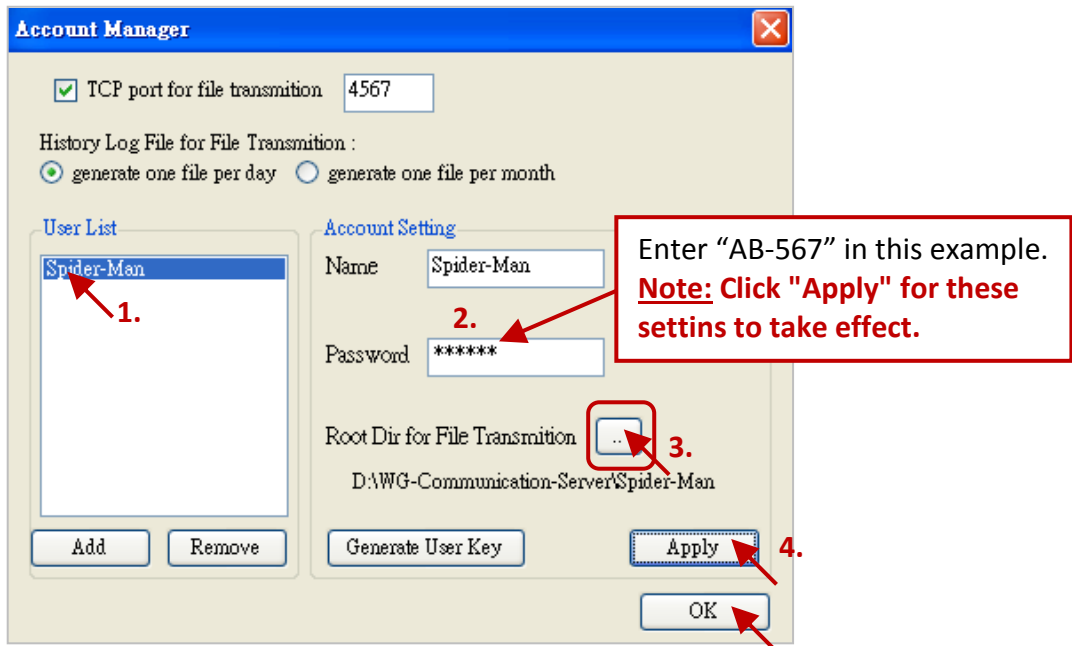 Account Manager
TCP port for file transmition 4567
History Log File for File Transmition :
generate one file per day generate one file per month
User List
Spider-Man
1.
Add Remove
Account Setting
Name Spider-Man
2.
Password ******
Enter “AB-567” in this example.
Note: Click "Apply" for these
settins to take effect.
Root Dir for File Transmition .. 3.
D:\WG-Communication-Server\Spider-Man
Generate User Key Apply 4.
OK